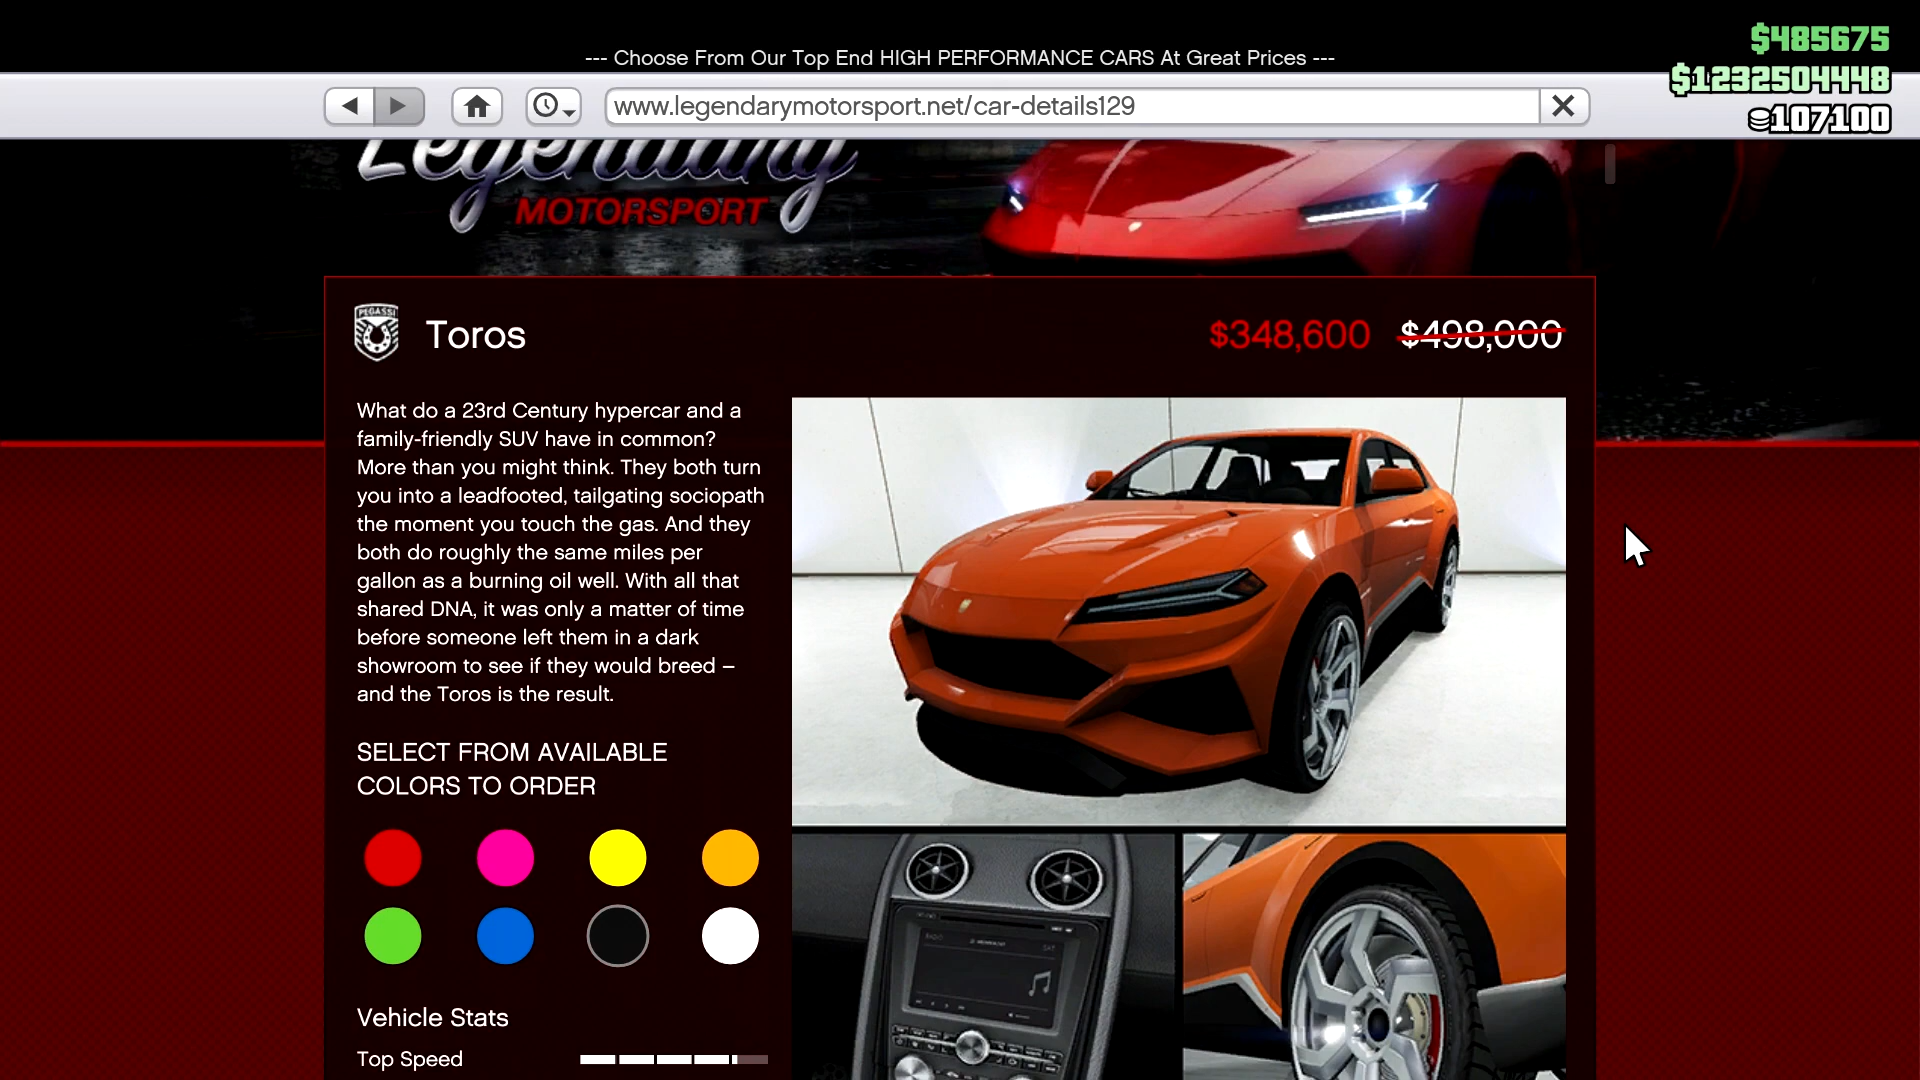 --- Choose From Our Top End HIGH PERFORMANCE CARS At Great Prices ---
$485675
$1232504448
107100
www.legendarymotorsport.net/car-details129
Legendary
MOTORSPORT
PEGASSI
Toros
$348,600 $498,000
What do a 23rd Century hypercar and a
family-friendly SUV have in common?
More than you might think. They both turn
you into a leadfooted, tailgating sociopath
the moment you touch the gas. And they
both do roughly the same miles per
gallon as a burning oil well. With all that
shared DNA, it was only a matter of time
before someone left them in a dark
showroom to see if they would breed –
and the Toros is the result.
SELECT FROM AVAILABLE
COLORS TO ORDER
Vehicle Stats
Top Speed